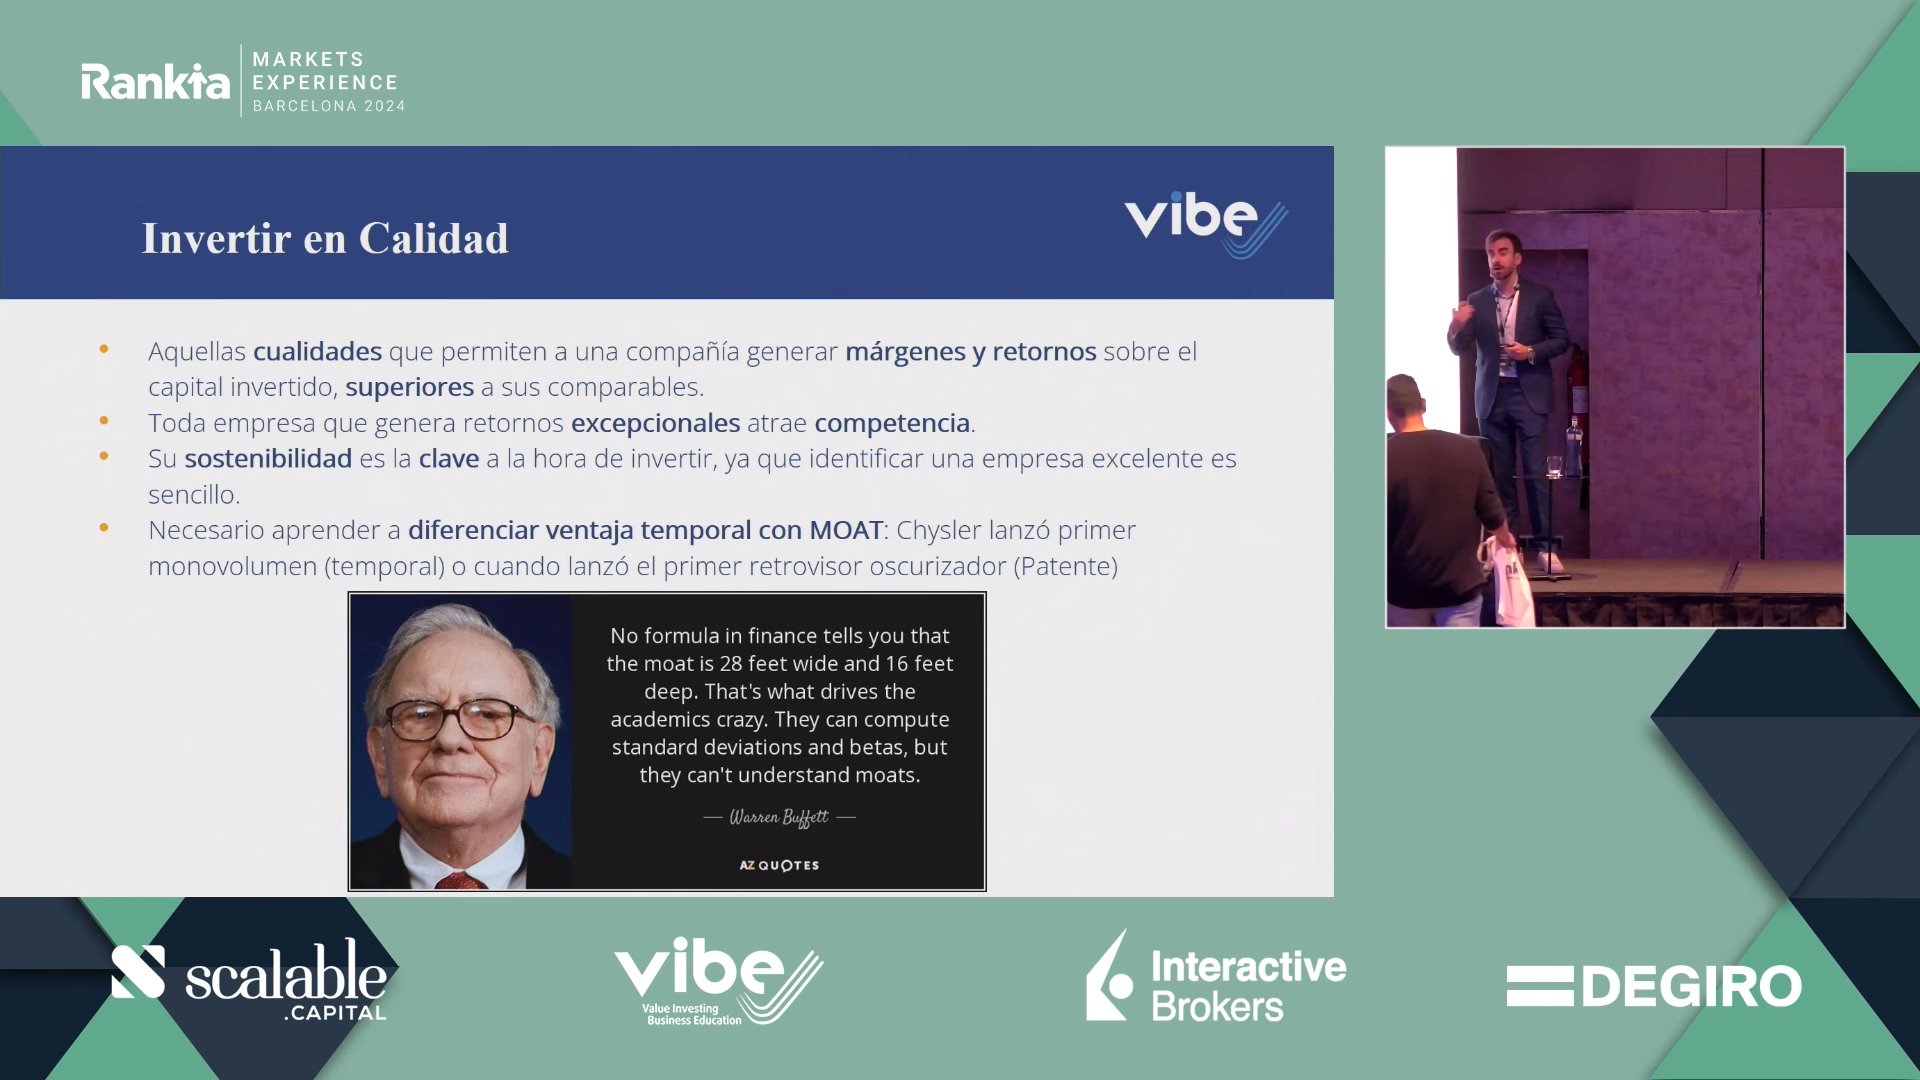 Rankia
MARKETS
EXPERIENCE
BARCELONA 2024
Invertir en Calidad
vibe
• Aquellas cualidades que permiten a una compañía generar márgenes y retornos sobre el
capital invertido, superiores a sus comparables.
• Toda empresa que genera retornos excepcionales atrae competencia.
• Su sostenibilidad es la clave a la hora de invertir, ya que identificar una empresa excelente es
sencillo.
• Necesario aprender a diferenciar ventaja temporal con MOAT: Chysler lanzó primer
monovolumen (temporal) o cuando lanzó el primer retrovisor oscurizador (Patente)
No formula in finance tells you that
the moat is 28 feet wide and 16 feet
deep. That's what drives the
academics crazy. They can compute
standard deviations and betas, but
they can't understand moats.
— Warren Buffett —
AZ QUOTES
scalable
.CAPITAL
vibe
Value Investing
Business Education
Interactive
Brokers
DEGIRO